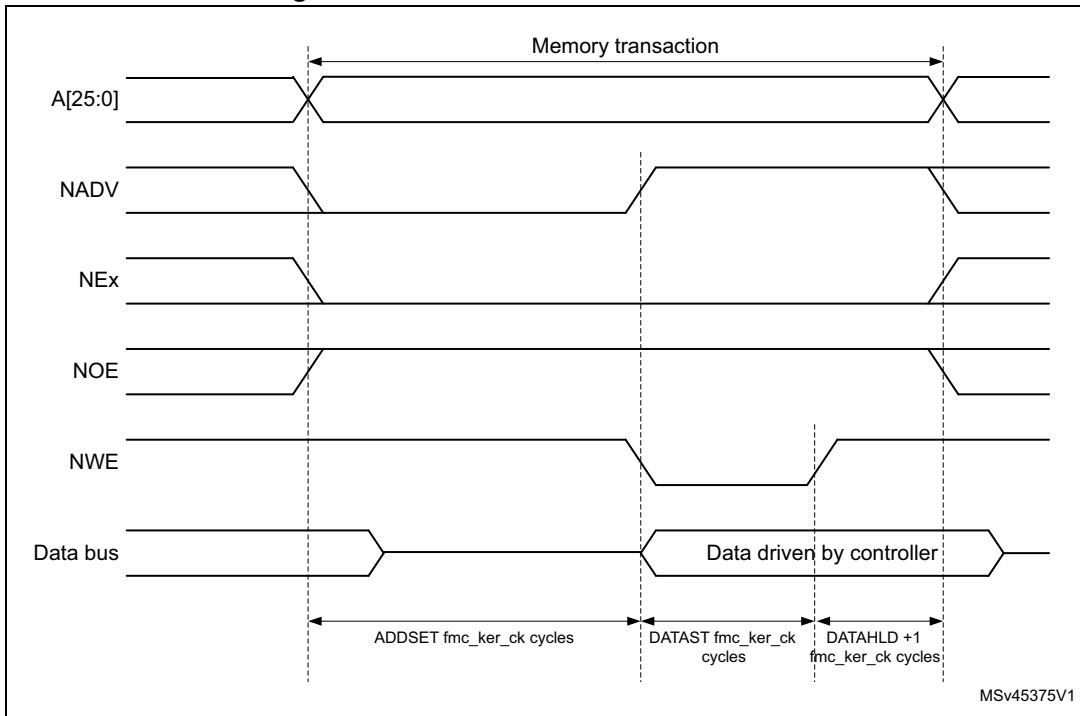 Memory transaction
A[25:0]
NADV
NEx
NOE
NWE
Data bus
Data driven by controller
ADDSET fmc_ker_ck cycles
DATAST fmc_ker_ck
cycles
DATAHLD +1
fmc_ker_ck cycles
MSv45375V1